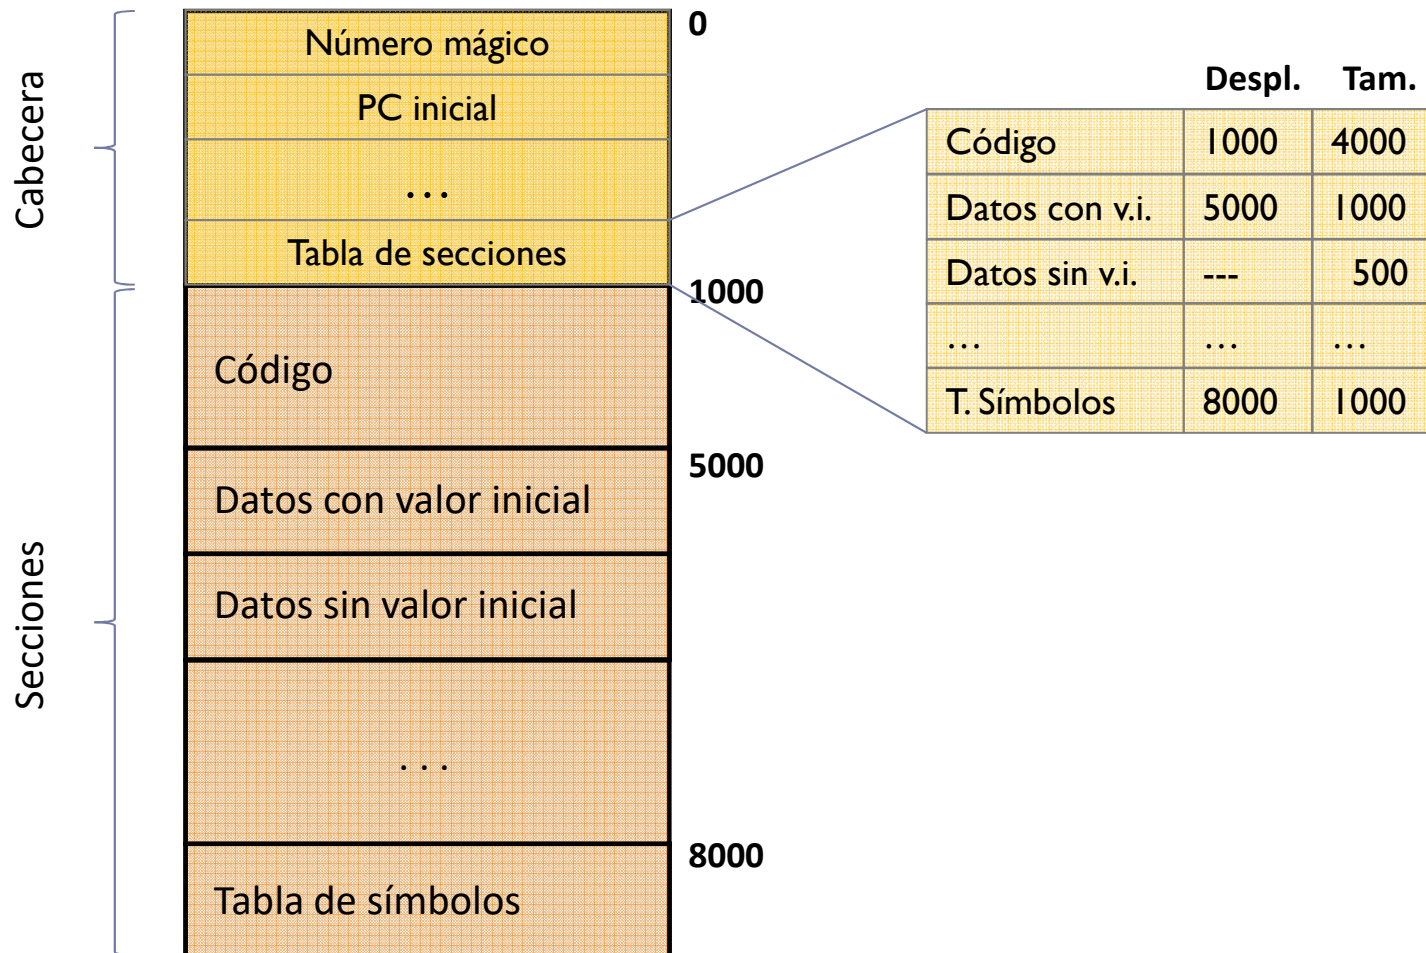 Cabecera
Número mágico
PC inicial
...
Tabla de secciones
0
1000
Secciones
Código
5000
Datos con valor inicial
Datos sin valor inicial
...
8000
Tabla de símbolos
Despl. Tam.
Código 1000 4000
Datos con v.i. 5000 1000
Datos sin v.i. --- 500
... ... ...
T. Símbolos 8000 1000